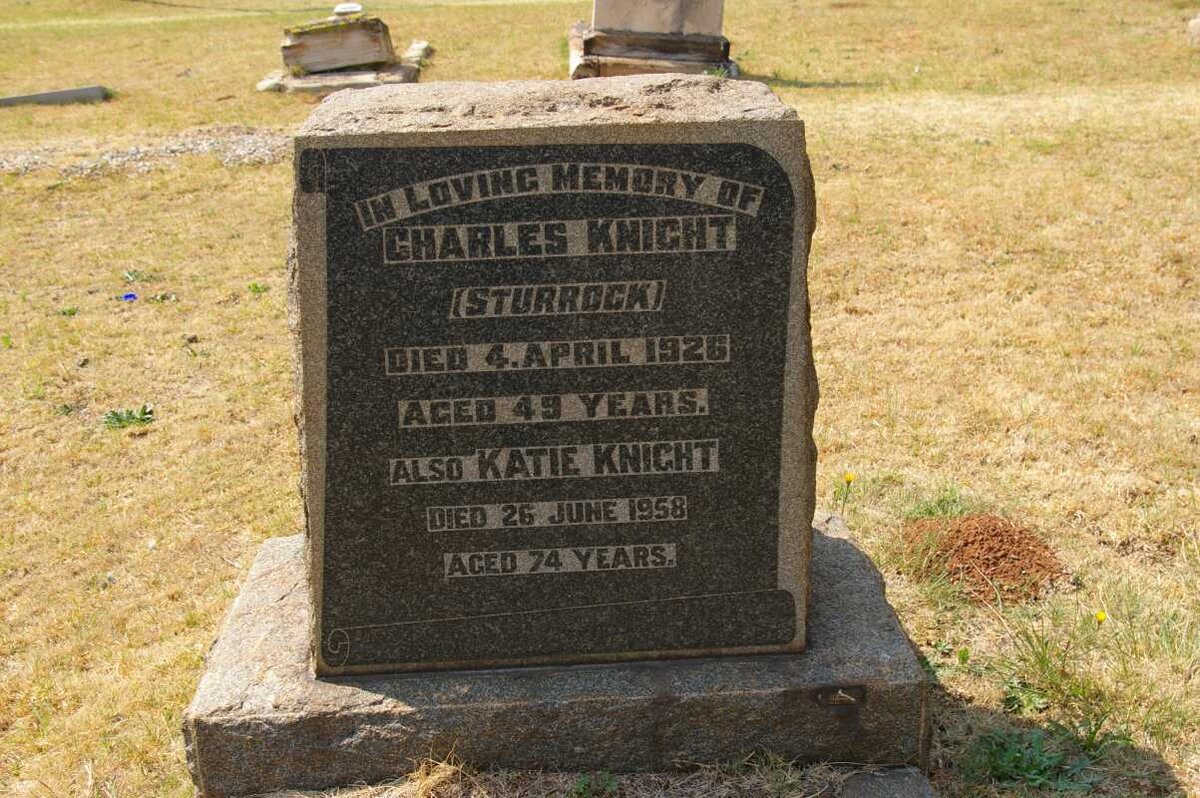 IN LOVING MEMORY OF
CHARLES KNIGHT
(STURROCK)
DIED 4. APRIL 1926
AGED 49 YEARS.
ALSO KATIE KNIGHT
DIED 26 JUNE 1958
AGED 74 YEARS.